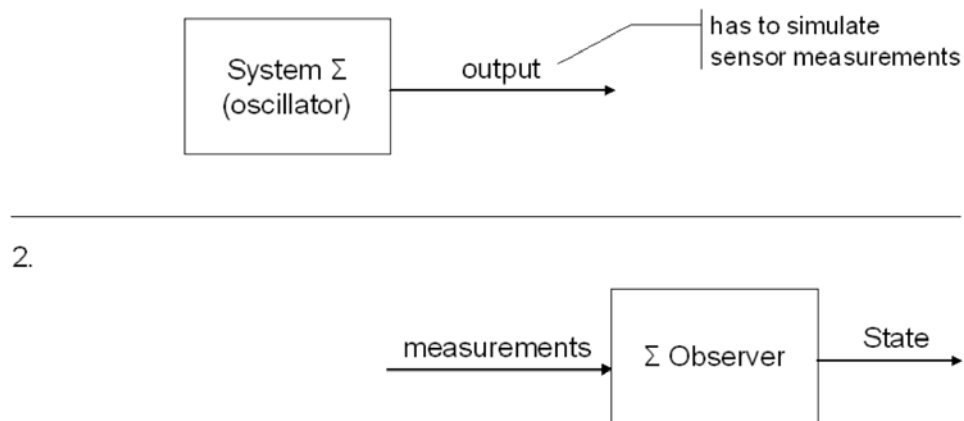 has to simulate
sensor measurements
System Σ
(oscillator)
output
2.
measurements
Σ Observer
State